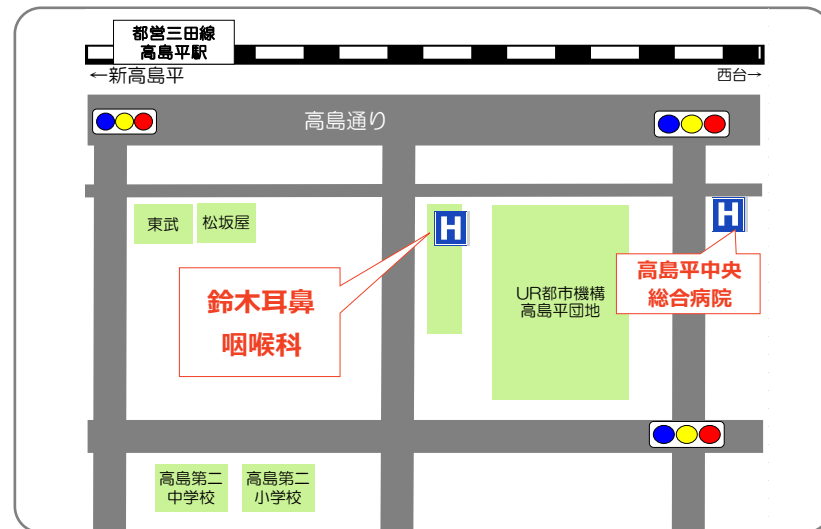 都営三田線
高島平駅
←新高島平
西台→
高島通り
東武
松坂屋
H
H
鈴木耳鼻
咽喉科
UR都市機構
高島平団地
高島平中央
総合病院
高島第二
中学校
高島第二
小学校